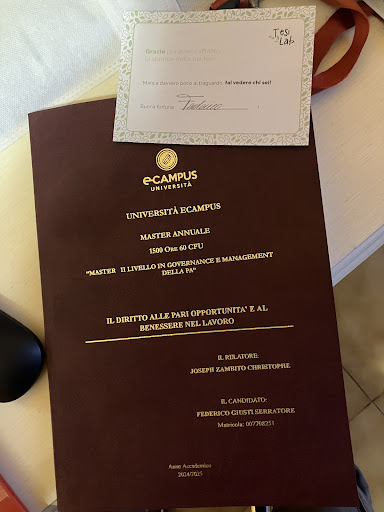 Tesi
Lab
Grazie
Manca davvero poco al traguardo, fai vedere chi sei!
Buona fortuna
eCAMPUS
UNIVERSITÀ
UNIVERSITÀ ECAMPUS
MASTER ANNUALE
1500 ORE 60 CFU
"MASTER II LIVELLO IN GOVERNANCE E MANAGEMENT
DELLA PA"
IL DIRITTO ALLE PARI OPPORTUNITA' E AL
BENESSERE NEL LAVORO
IL RELATORE:
JOSEPH ZAMBITO CHRISTOPHE
IL CANDIDATO:
FEDERICO GIUSTI SERRATORE
Matricola: 007708251
Anno Accademico
2024/2025